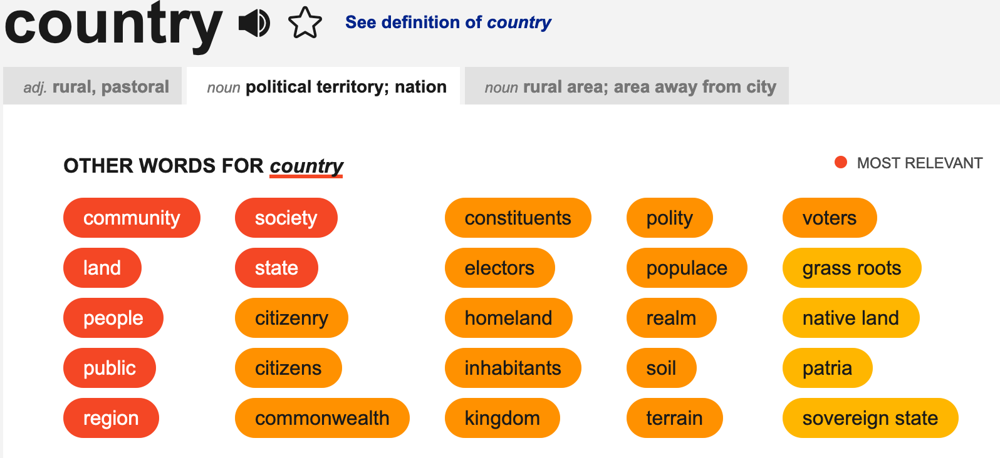 country See definition of country
adj. rural, pastoral noun political territory; nation noun rural area; area away from city
OTHER WORDS FOR country MOST RELEVANT
community society constituents polity voters
land state electors populace grass roots
people citizenry homeland realm native land
public citizens inhabitants soil patria
region commonwealth kingdom terrain sovereign state